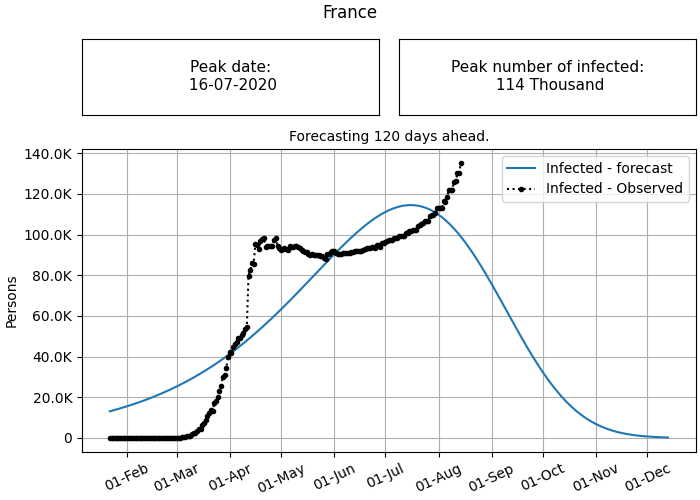 France
Peak date:
16-07-2020
Peak number of infected:
114 Thousand
Forecasting 120 days ahead.
Infected - forecast
Infected - Observed
Persons
140.0K
120.0K
100.0K
80.0K
60.0K
40.0K
20.0K
0
01-Feb
01-Mar
01-Apr
01-May
01-Jun
01-Jul
01-Aug
01-Sep
01-Oct
01-Nov
01-Dec